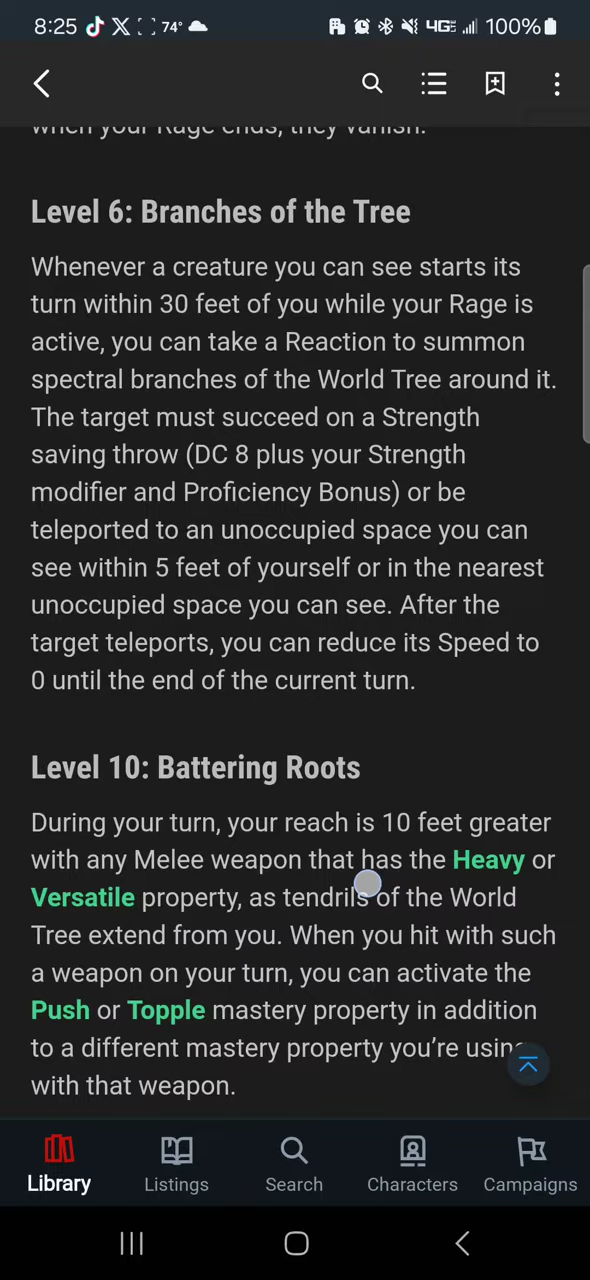 8:25 74° 4GE 100%
when your Rage ends, they vanish.
Level 6: Branches of the Tree
Whenever a creature you can see starts its
turn within 30 feet of you while your Rage is
active, you can take a Reaction to summon
spectral branches of the World Tree around it.
The target must succeed on a Strength
saving throw (DC 8 plus your Strength
modifier and Proficiency Bonus) or be
teleported to an unoccupied space you can
see within 5 feet of yourself or in the nearest
unoccupied space you can see. After the
target teleports, you can reduce its Speed to
0 until the end of the current turn.
Level 10: Battering Roots
During your turn, your reach is 10 feet greater
with any Melee weapon that has the Heavy or
Versatile property, as tendrils of the World
Tree extend from you. When you hit with such
a weapon on your turn, you can activate the
Push or Topple mastery property in addition
to a different mastery property you're using
with that weapon.
Library Listings Search Characters Campaigns